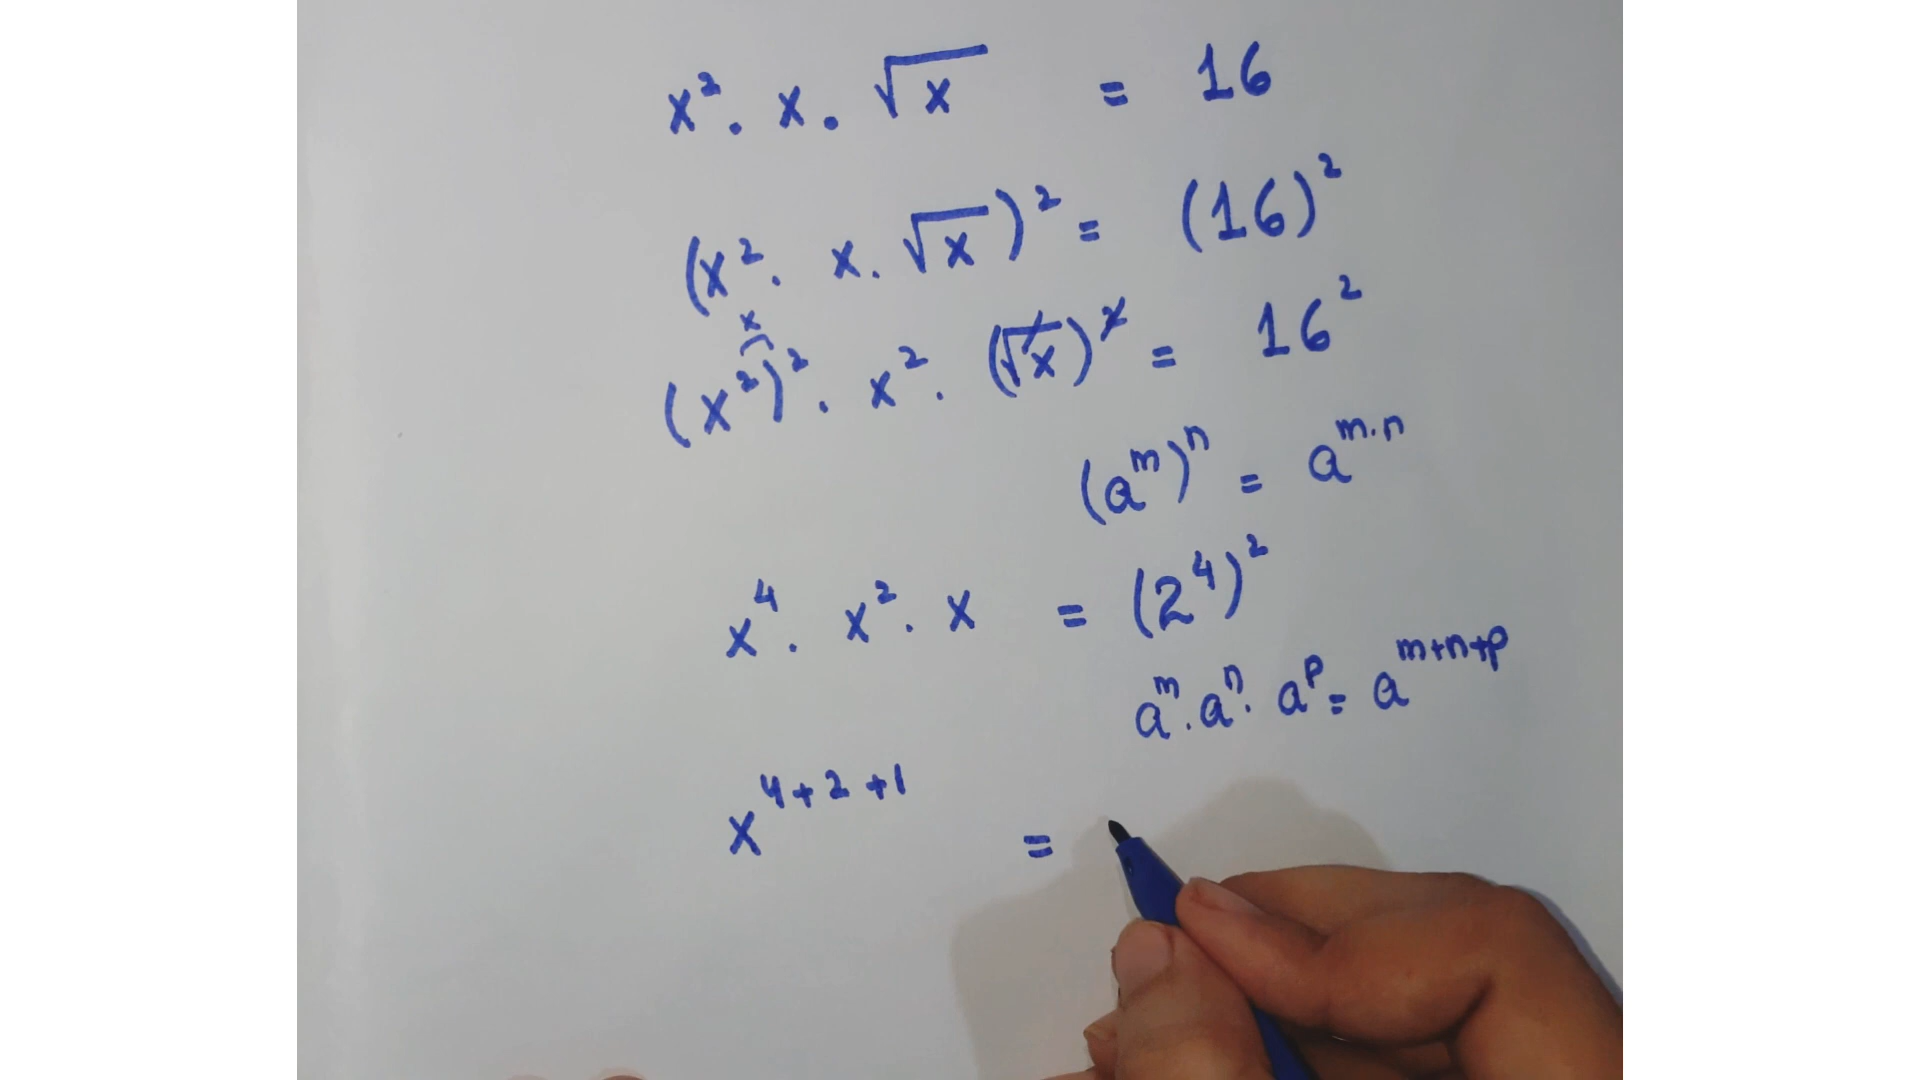 x² . x . √x = 16
(x² . x . √x)² = (16)²
x
(x²)² . x² . (√x)² = 16²
(aᵐ)ⁿ = aᵐ·ⁿ
x⁴ . x² . x = (2⁴)²
aᵐ . aⁿ . aᵖ = aᵐ⁺ⁿ⁺ᵖ
x⁴⁺²⁺¹ =